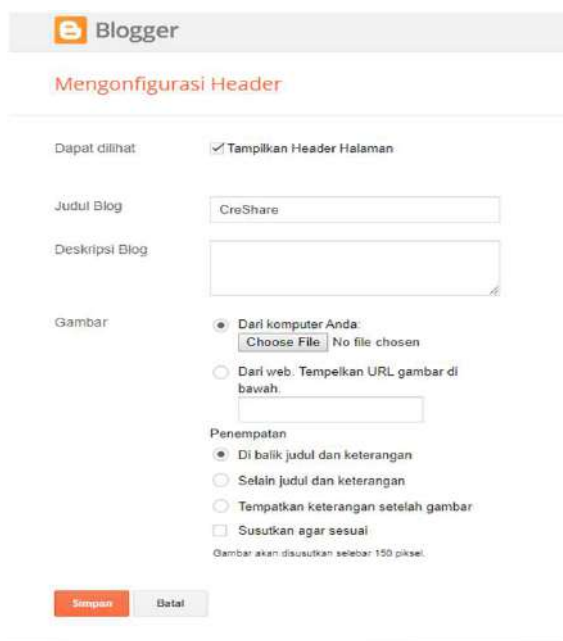 Blogger
Mengonfigurasi Header
Dapat dilihat
Tampilkan Header Halaman
Judul Blog
CreShare
Deskripsi Blog
Gambar
Dari komputer Anda:
Choose File No file chosen
Dari web. Tempelkan URL gambar di
bawah.
Penempatan
Di balik judul dan keterangan
Selain judul dan keterangan
Tempatkan keterangan setelah gambar
Susutkan agar sesuai
Gambar akan disusutkan selebar 150 piksel.
Simpan Batal